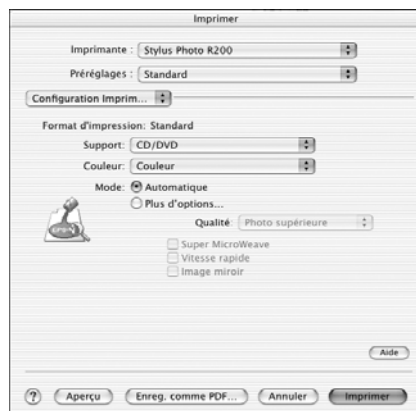 Imprimer
Imprimante : Stylus Photo R200
Préréglages : Standard
Configuration Imprim...
Format d'impression: Standard
Support: CD/DVD
Couleur: Couleur
Mode: Automatique
Plus d'options...
Qualité: Photo supérieure
Super MicroWeave
Vitesse rapide
Image miroir
Aide
? Aperçu Enreg. comme PDF... Annuler Imprimer